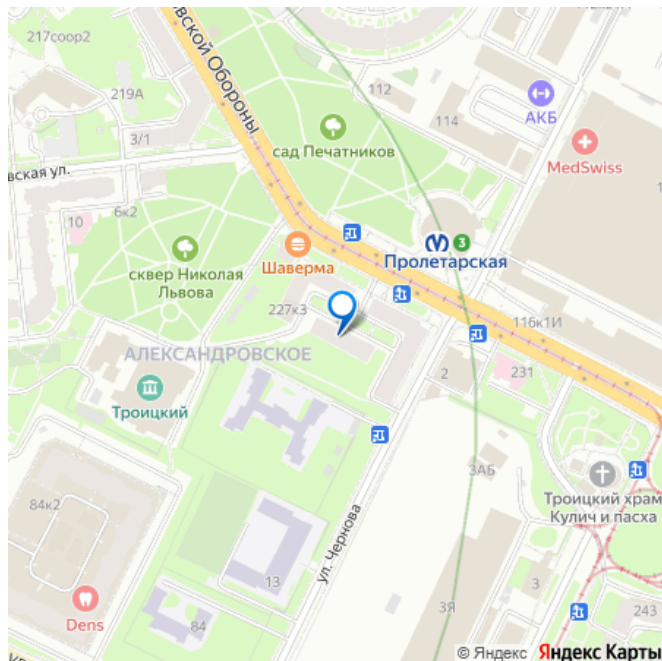 217соор2
вской Обороны
219А
112
114
АКБ
3/1
сад Печатников
MedSwiss
вская ул.
6к2
10
3
Шаверма
Пролетарская
сквер Николая
Львова
227к3
116к1И
АЛЕКСАНДРОВСКОЕ
2
231
Троицкий
3АБ
84к2
Троицкий храм
Кулич и пасха
ул. Чернова
13
3
Dens
3Я
84
243
© Яндекс Яндекс Карты